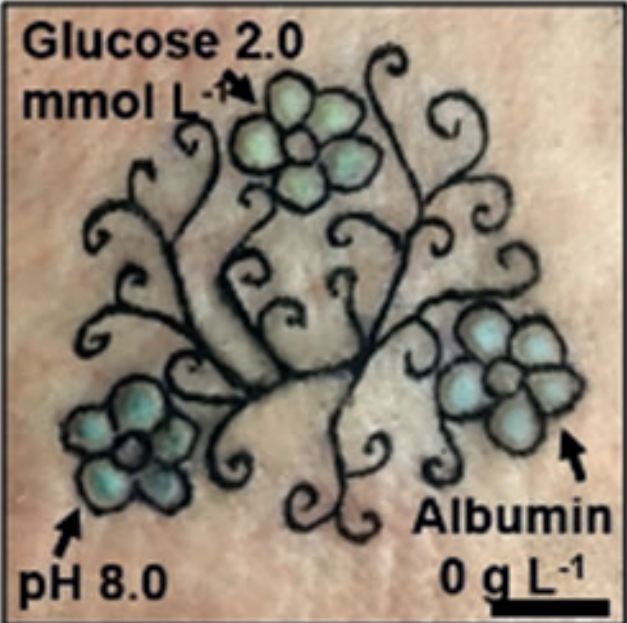 Glucose 2.0
mmol L⁻¹
Albumin
0 g L⁻¹
pH 8.0